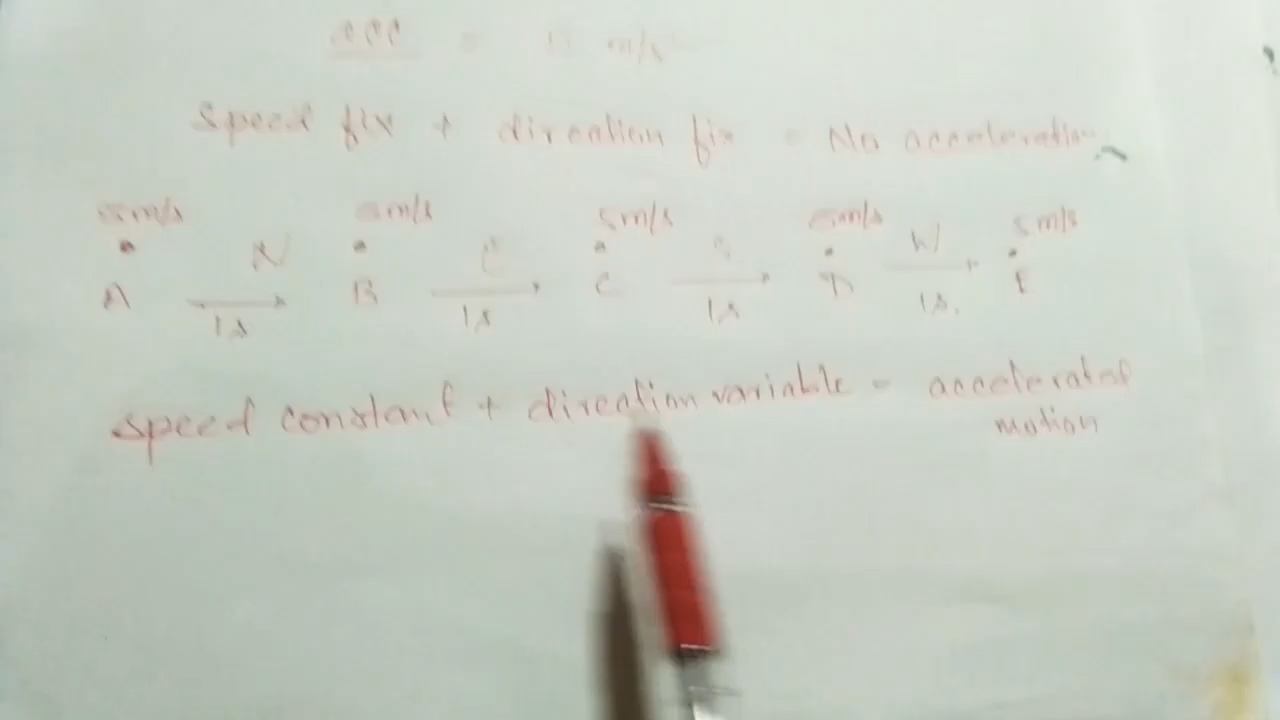 acc = m/s
speed fix + direction fix = No acceleration
5m/s 5m/s 5m/s 5m/s 5m/s
N E S W
A B C D E
1s 1s 1s 1s.
speed constant + direction variable = accelerated
motion